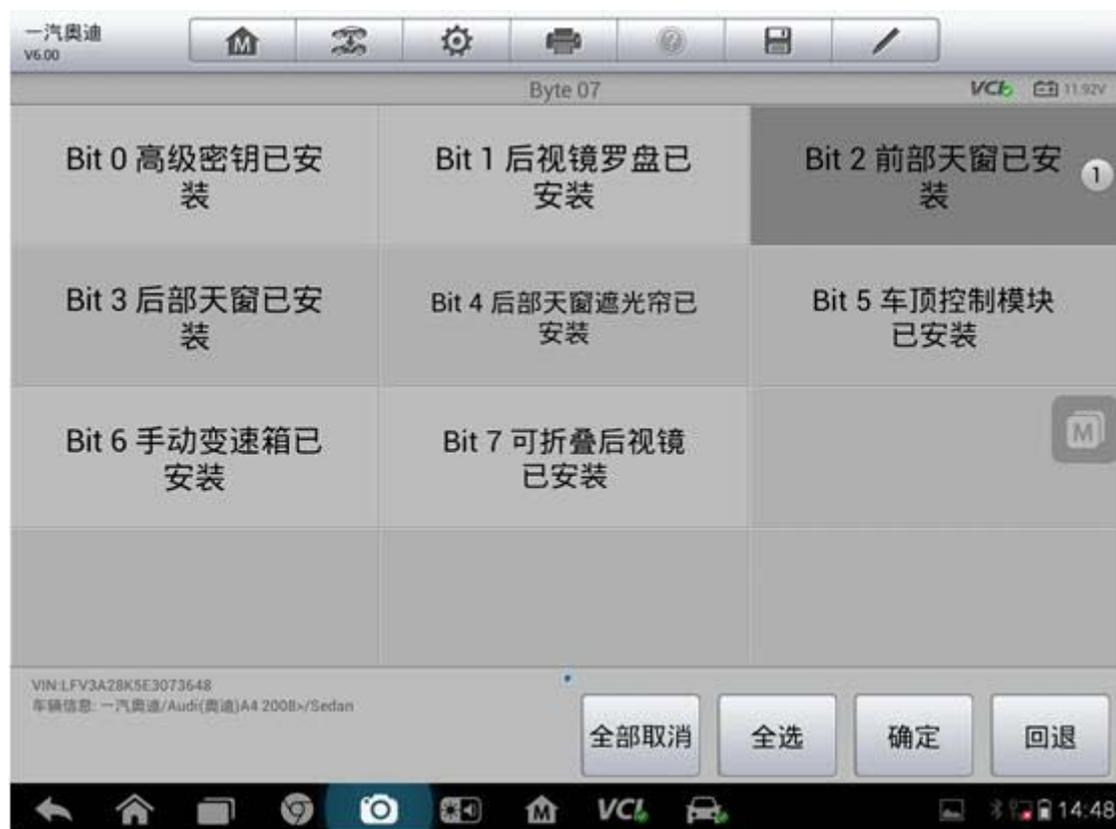 一汽奥迪
V6.00
Byte 07
VCI
11.92V
Bit 0 高级密钥已安
装
Bit 1 后视镜罗盘已
安装
Bit 2 前部天窗已安
装
1
Bit 3 后部天窗已安
装
Bit 4 后部天窗遮光帘已
安装
Bit 5 车顶控制模块
已安装
M
Bit 6 手动变速箱已
安装
Bit 7 可折叠后视镜
已安装
VIN:LFV3A28K5E3073648
车辆信息: 一汽奥迪/Audi(奥迪)A4 2008>/Sedan
全部取消
全选
确定
回退
VCI
14:48